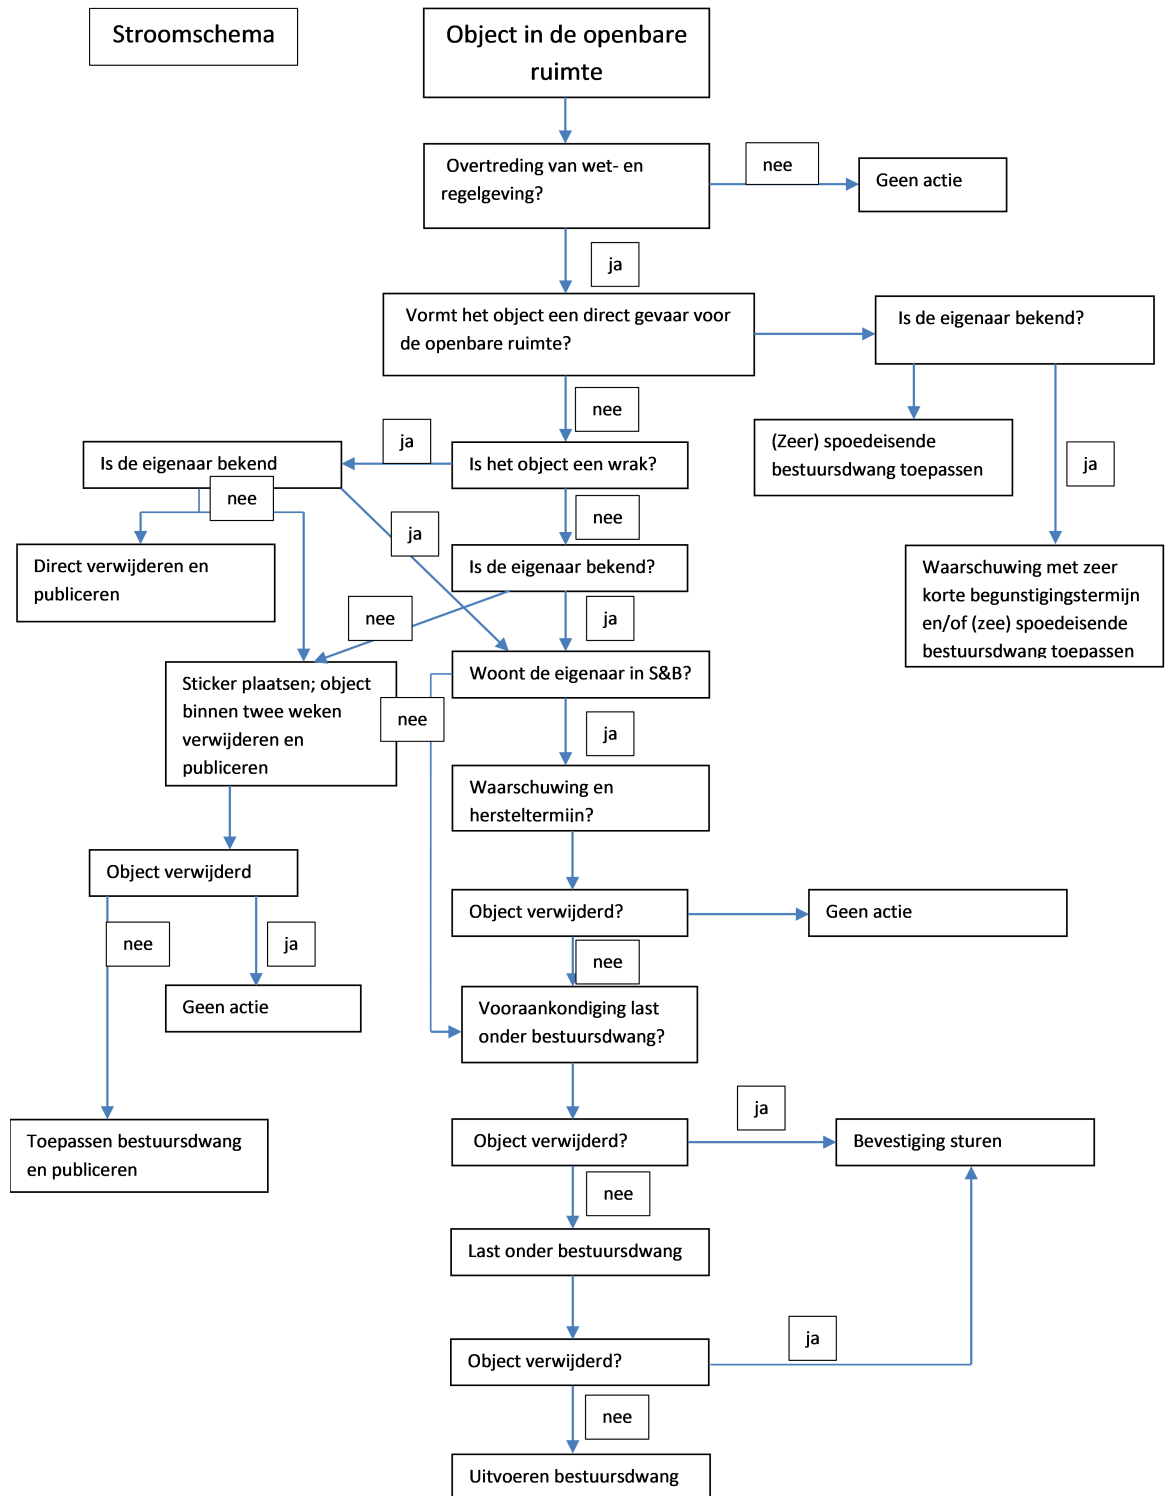 Stroomschema
Object in de openbare
ruimte
Overtreding van wet- en
regelgeving?
nee
Geen actie
ja
Vormt het object een direct gevaar voor
de openbare ruimte?
Is de eigenaar bekend?
nee
(Zeer) spoedeisende
bestuursdwang toepassen
ja
Waarschuwing met zeer
korte begunstigingstermijn
en/of (zee) spoedeisende
bestuursdwang toepassen
Is het object een wrak?
ja
Is de eigenaar bekend
nee
ja
Direct verwijderen en
publiceren
nee
Is de eigenaar bekend?
nee
ja
Sticker plaatsen; object
binnen twee weken
verwijderen en
publiceren
Woont de eigenaar in S&B?
nee
ja
Waarschuwing en
hersteltermijn?
Object verwijderd
nee
ja
Geen actie
Toepassen bestuursdwang
en publiceren
Object verwijderd?
Geen actie
nee
Vooraankondiging last
onder bestuursdwang?
Object verwijderd?
ja
Bevestiging sturen
nee
Last onder bestuursdwang
Object verwijderd?
ja
nee
Uitvoeren bestuursdwang